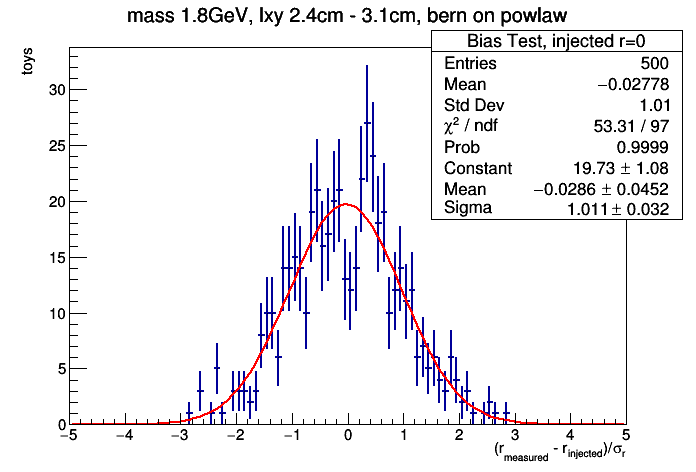 mass 1.8GeV, lxy 2.4cm - 3.1cm, bern on powlaw
Bias Test, injected r=0
Entries 500
Mean −0.02778
Std Dev 1.01
χ² / ndf 53.31 / 97
Prob 0.9999
Constant 19.73 ± 1.08
Mean −0.0286 ± 0.0452
Sigma 1.011 ± 0.032
toys
30
25
20
15
10
5
0
−5 −4 −3 −2 −1 0 1 2 3 4 5
(r_measured - r_injected)/σ_r